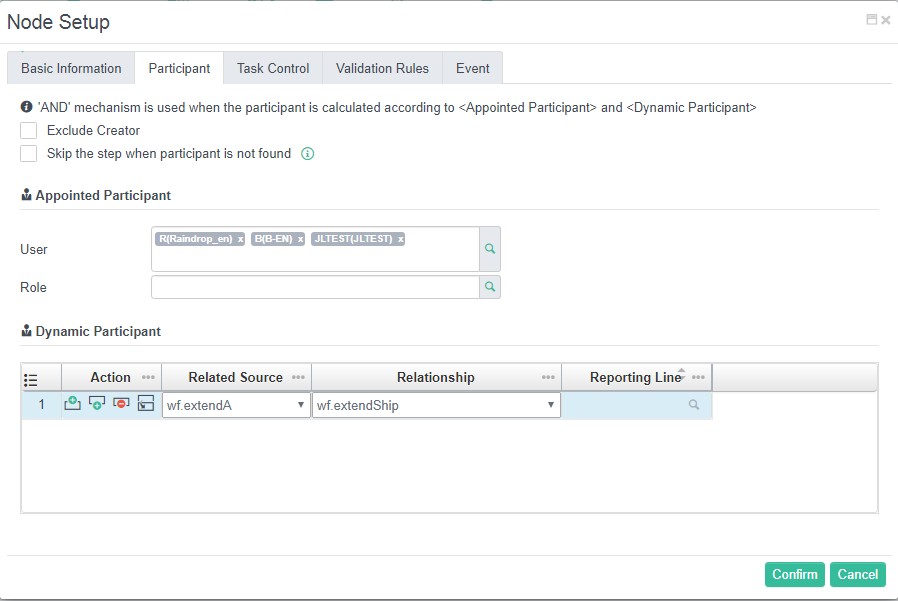 Node Setup
Basic Information Participant Task Control Validation Rules Event
'AND' mechanism is used when the participant is calculated according to <Appointed Participant> and <Dynamic Participant>
Exclude Creator
Skip the step when participant is not found
Appointed Participant
User R(Raindrop_en) x B(B-EN) x JLTEST(JLTEST) x
Role
Dynamic Participant
Action Related Source Relationship Reporting Line
1 wf.extendA wf.extendShip
Confirm Cancel